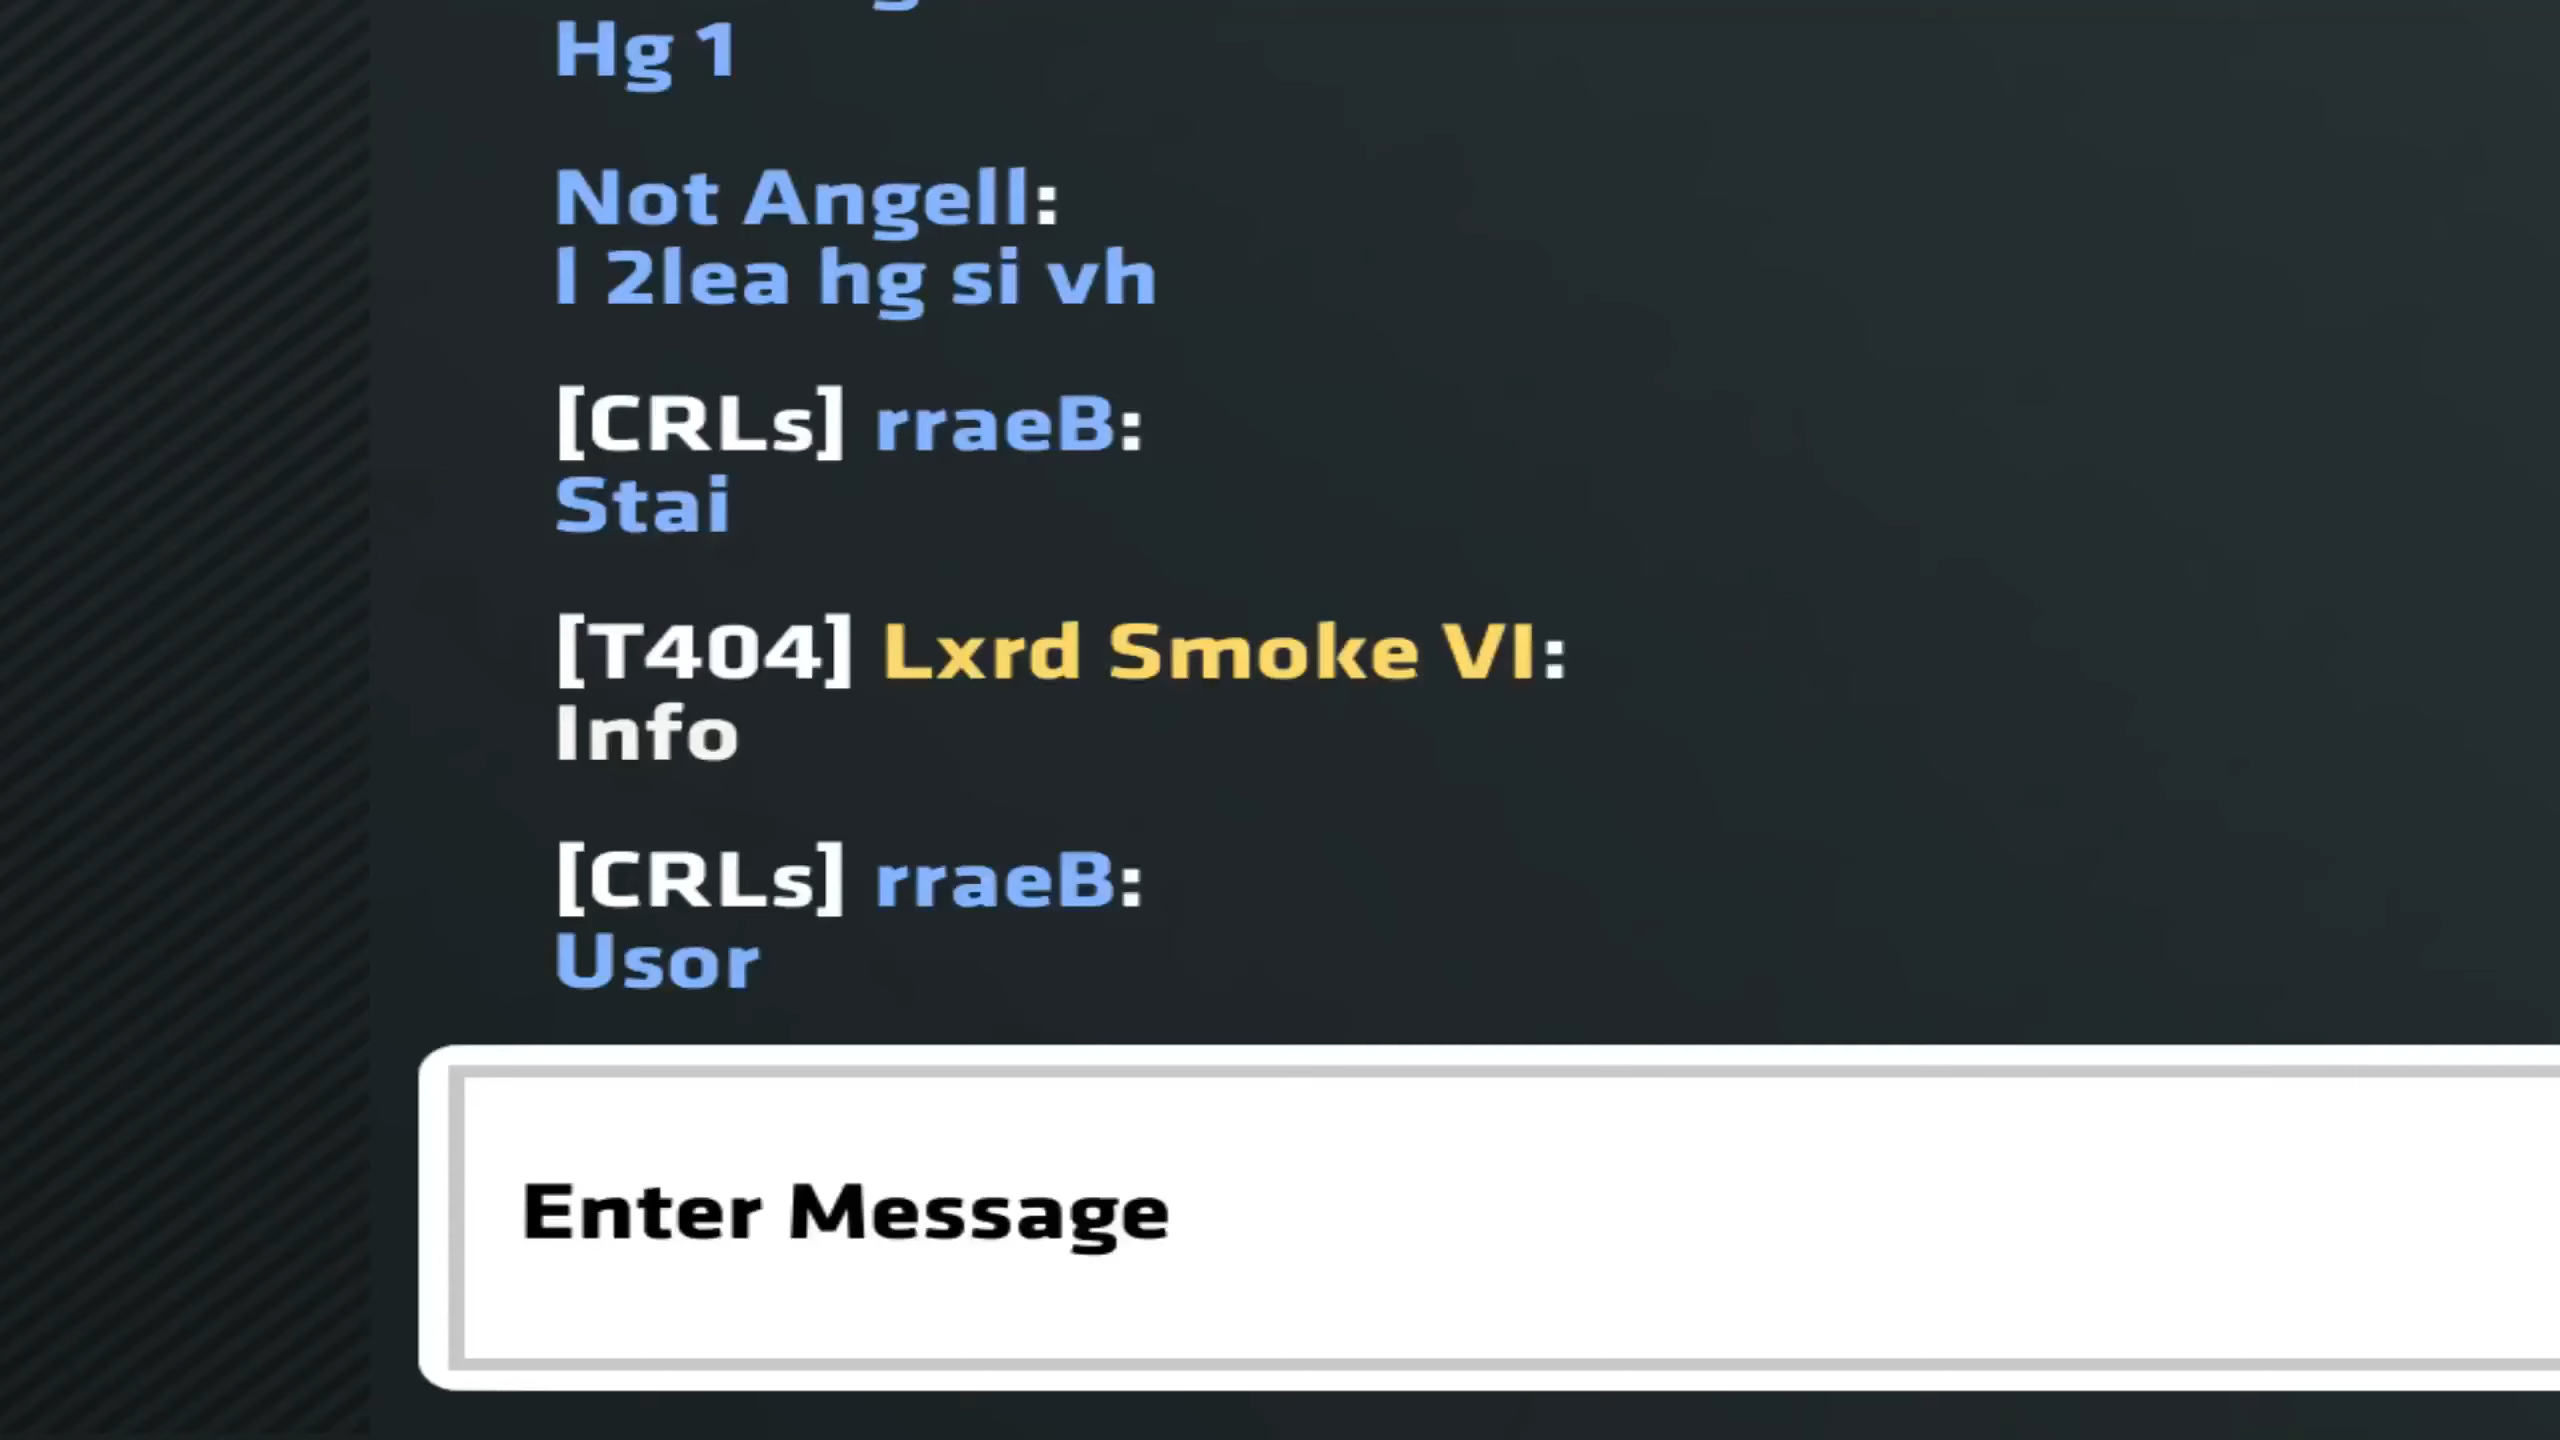 Hg 1
Not Angell:
I 2lea hg si vh
[CRLs] rraeB:
Stai
[T404] Lxrd Smoke VI:
Info
[CRLs] rraeB:
Usor
Enter Message